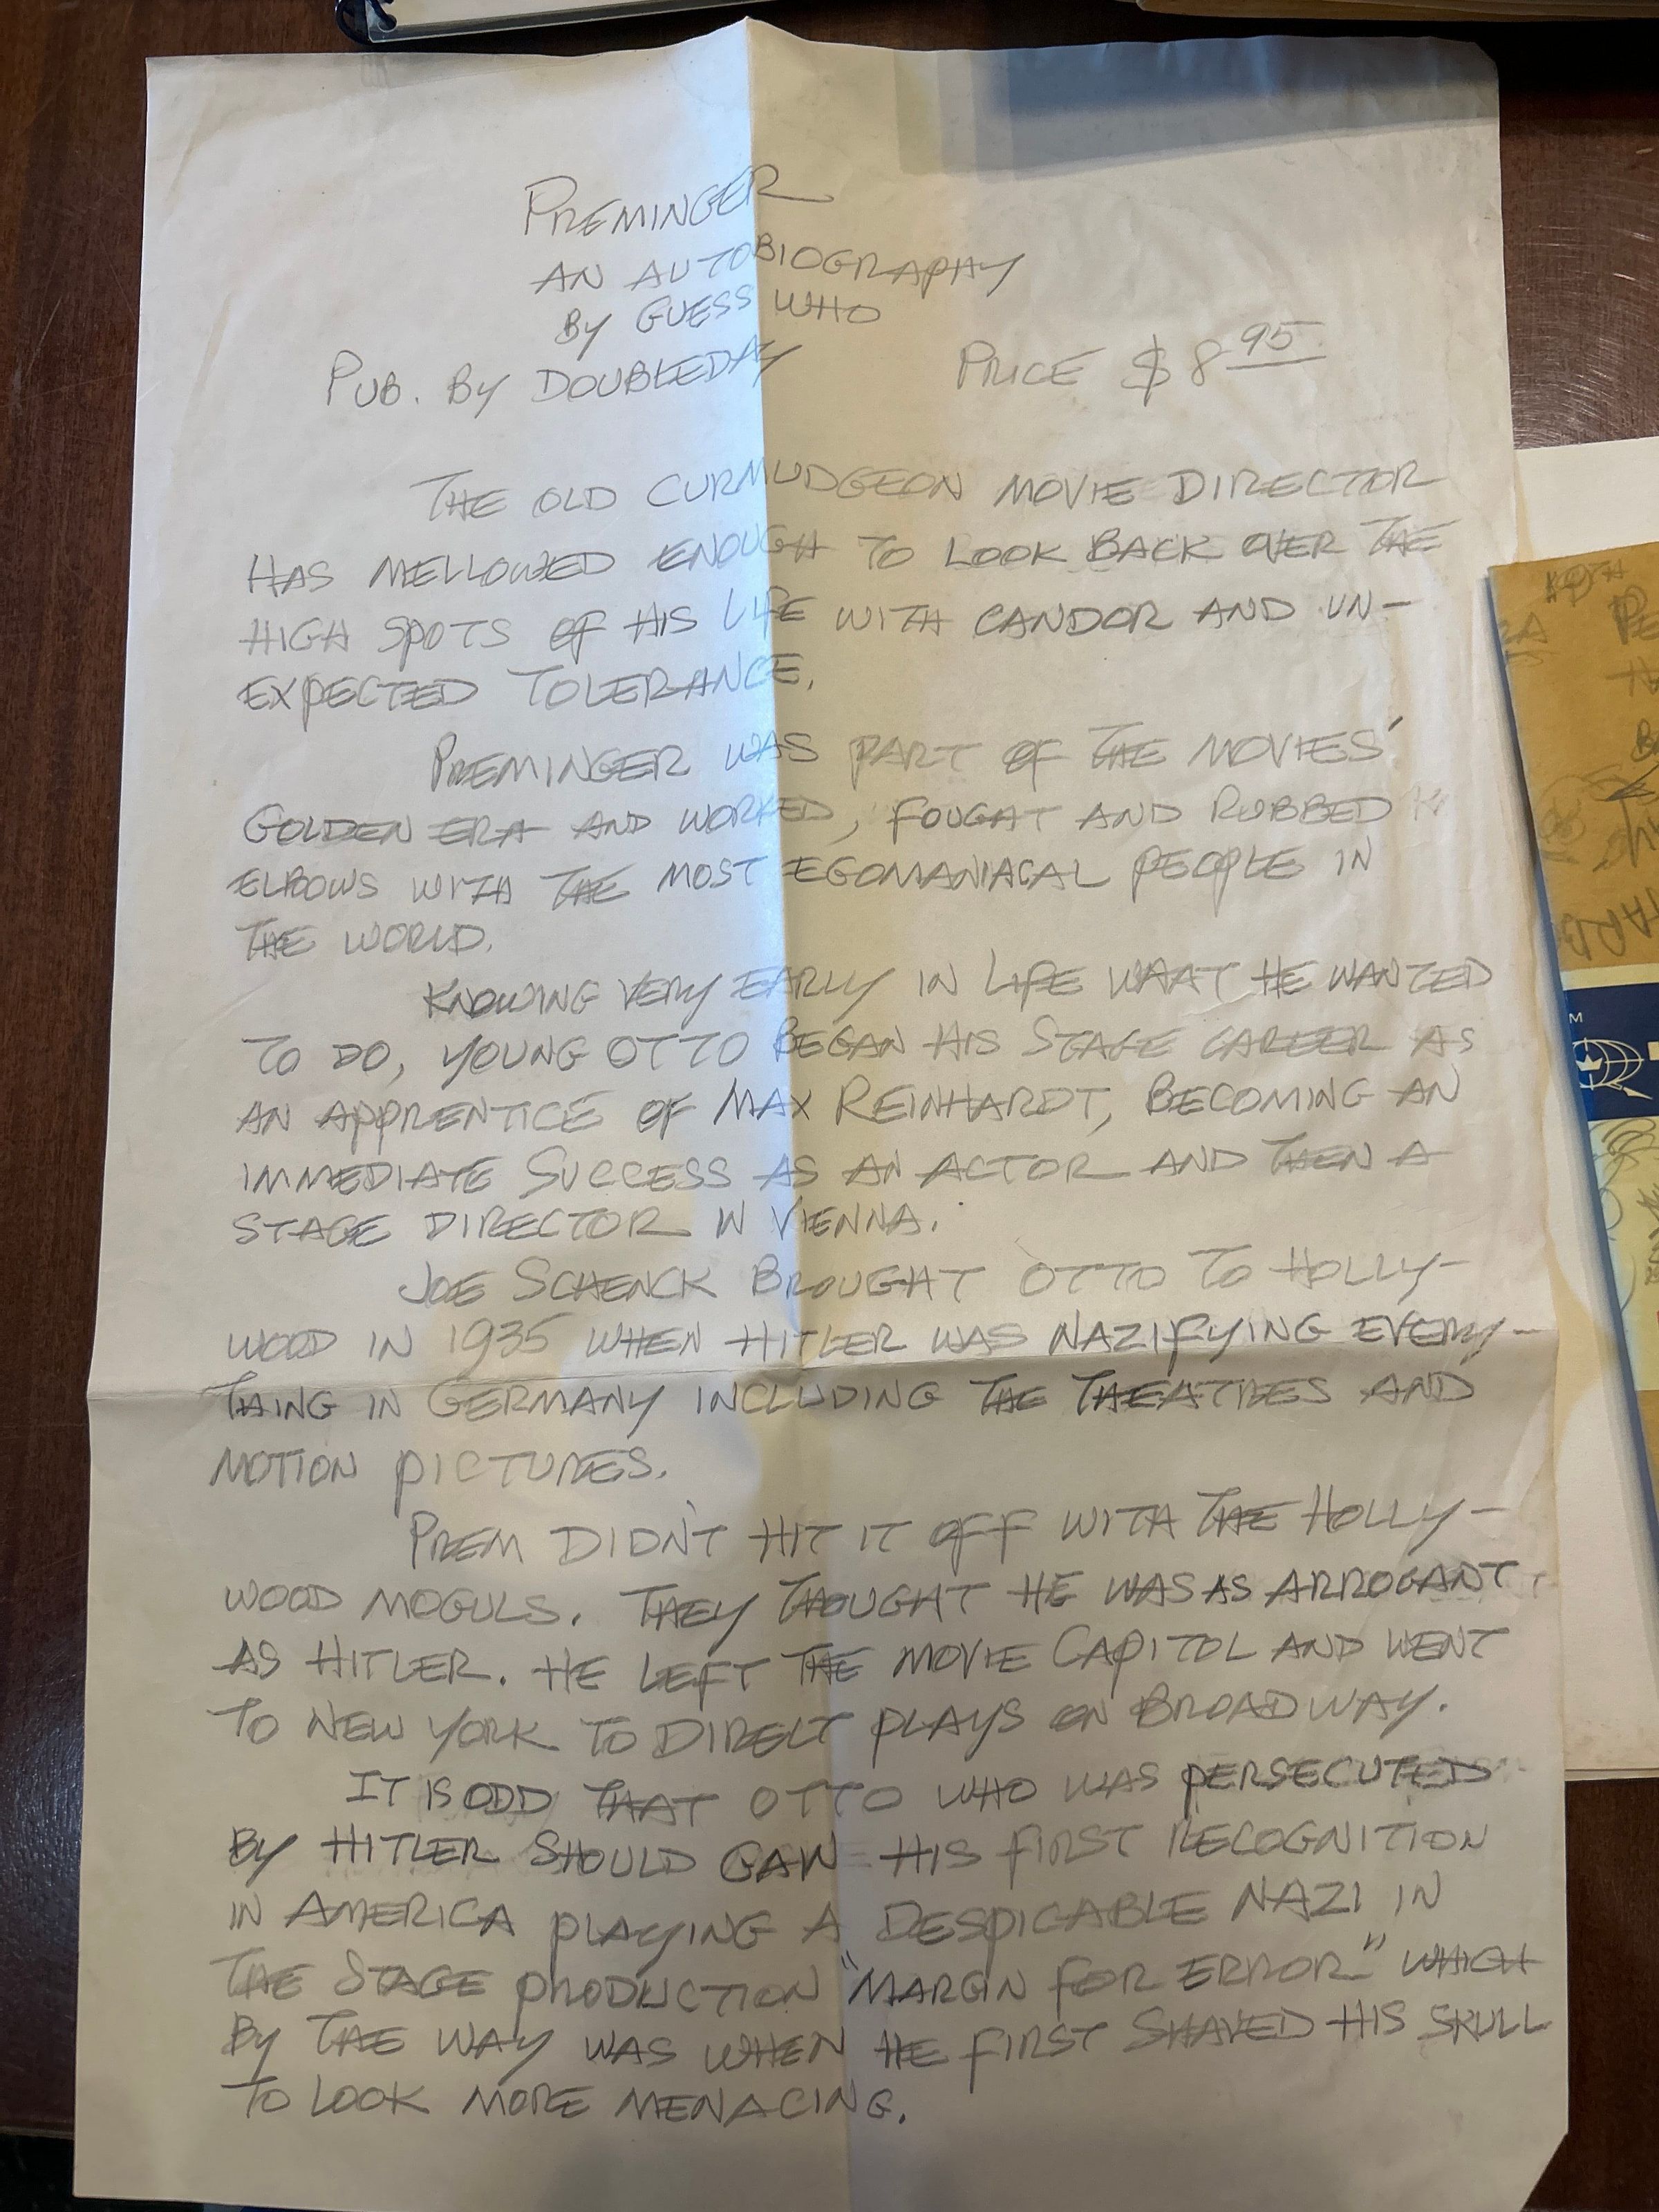 PREMINGER
AN AUTOBIOGRAPHY
BY GUESS WHO
PUB. BY DOUBLEDAY PRICE $8.95
THE OLD CURMUDGEON MOVIE DIRECTOR
HAS MELLOWED ENOUGH TO LOOK BACK OVER THE
HIGH SPOTS OF HIS LIFE WITH CANDOR AND UN-
EXPECTED TOLERANCE.
PREMINGER WAS PART OF THE MOVIES'
GOLDEN ERA AND WORKED, FOUGHT AND RUBBED
ELBOWS WITH THE MOST EGOMANIACAL PEOPLE IN
THE WORLD.
KNOWING VERY EARLY IN LIFE WHAT HE WANTED
TO DO, YOUNG OTTO BEGAN HIS STAGE CAREER AS
AN APPRENTICE OF MAX REINHARDT, BECOMING AN
IMMEDIATE SUCCESS AS AN ACTOR AND THEN A
STAGE DIRECTOR IN VIENNA.
JOE SCHENCK BROUGHT OTTO TO HOLLY-
WOOD IN 1935 WHEN HITLER WAS NAZIFYING EVERY-
THING IN GERMANY INCLUDING THE THEATRES AND
MOTION PICTURES.
PREM DIDN'T HIT IT OFF WITH THE HOLLY-
WOOD MOGULS. THEY THOUGHT HE WAS AS ARROGANT
AS HITLER. HE LEFT THE MOVIE CAPITOL AND WENT
TO NEW YORK TO DIRECT PLAYS ON BROADWAY.
IT IS ODD THAT OTTO WHO WAS PERSECUTED
BY HITLER SHOULD GAIN HIS FIRST RECOGNITION
IN AMERICA PLAYING A DESPICABLE NAZI IN
THE STAGE PRODUCTION "MARGIN FOR ERROR" WHICH
BY THE WAY WAS WHEN HE FIRST SHAVED HIS SKULL
TO LOOK MORE MENACING.